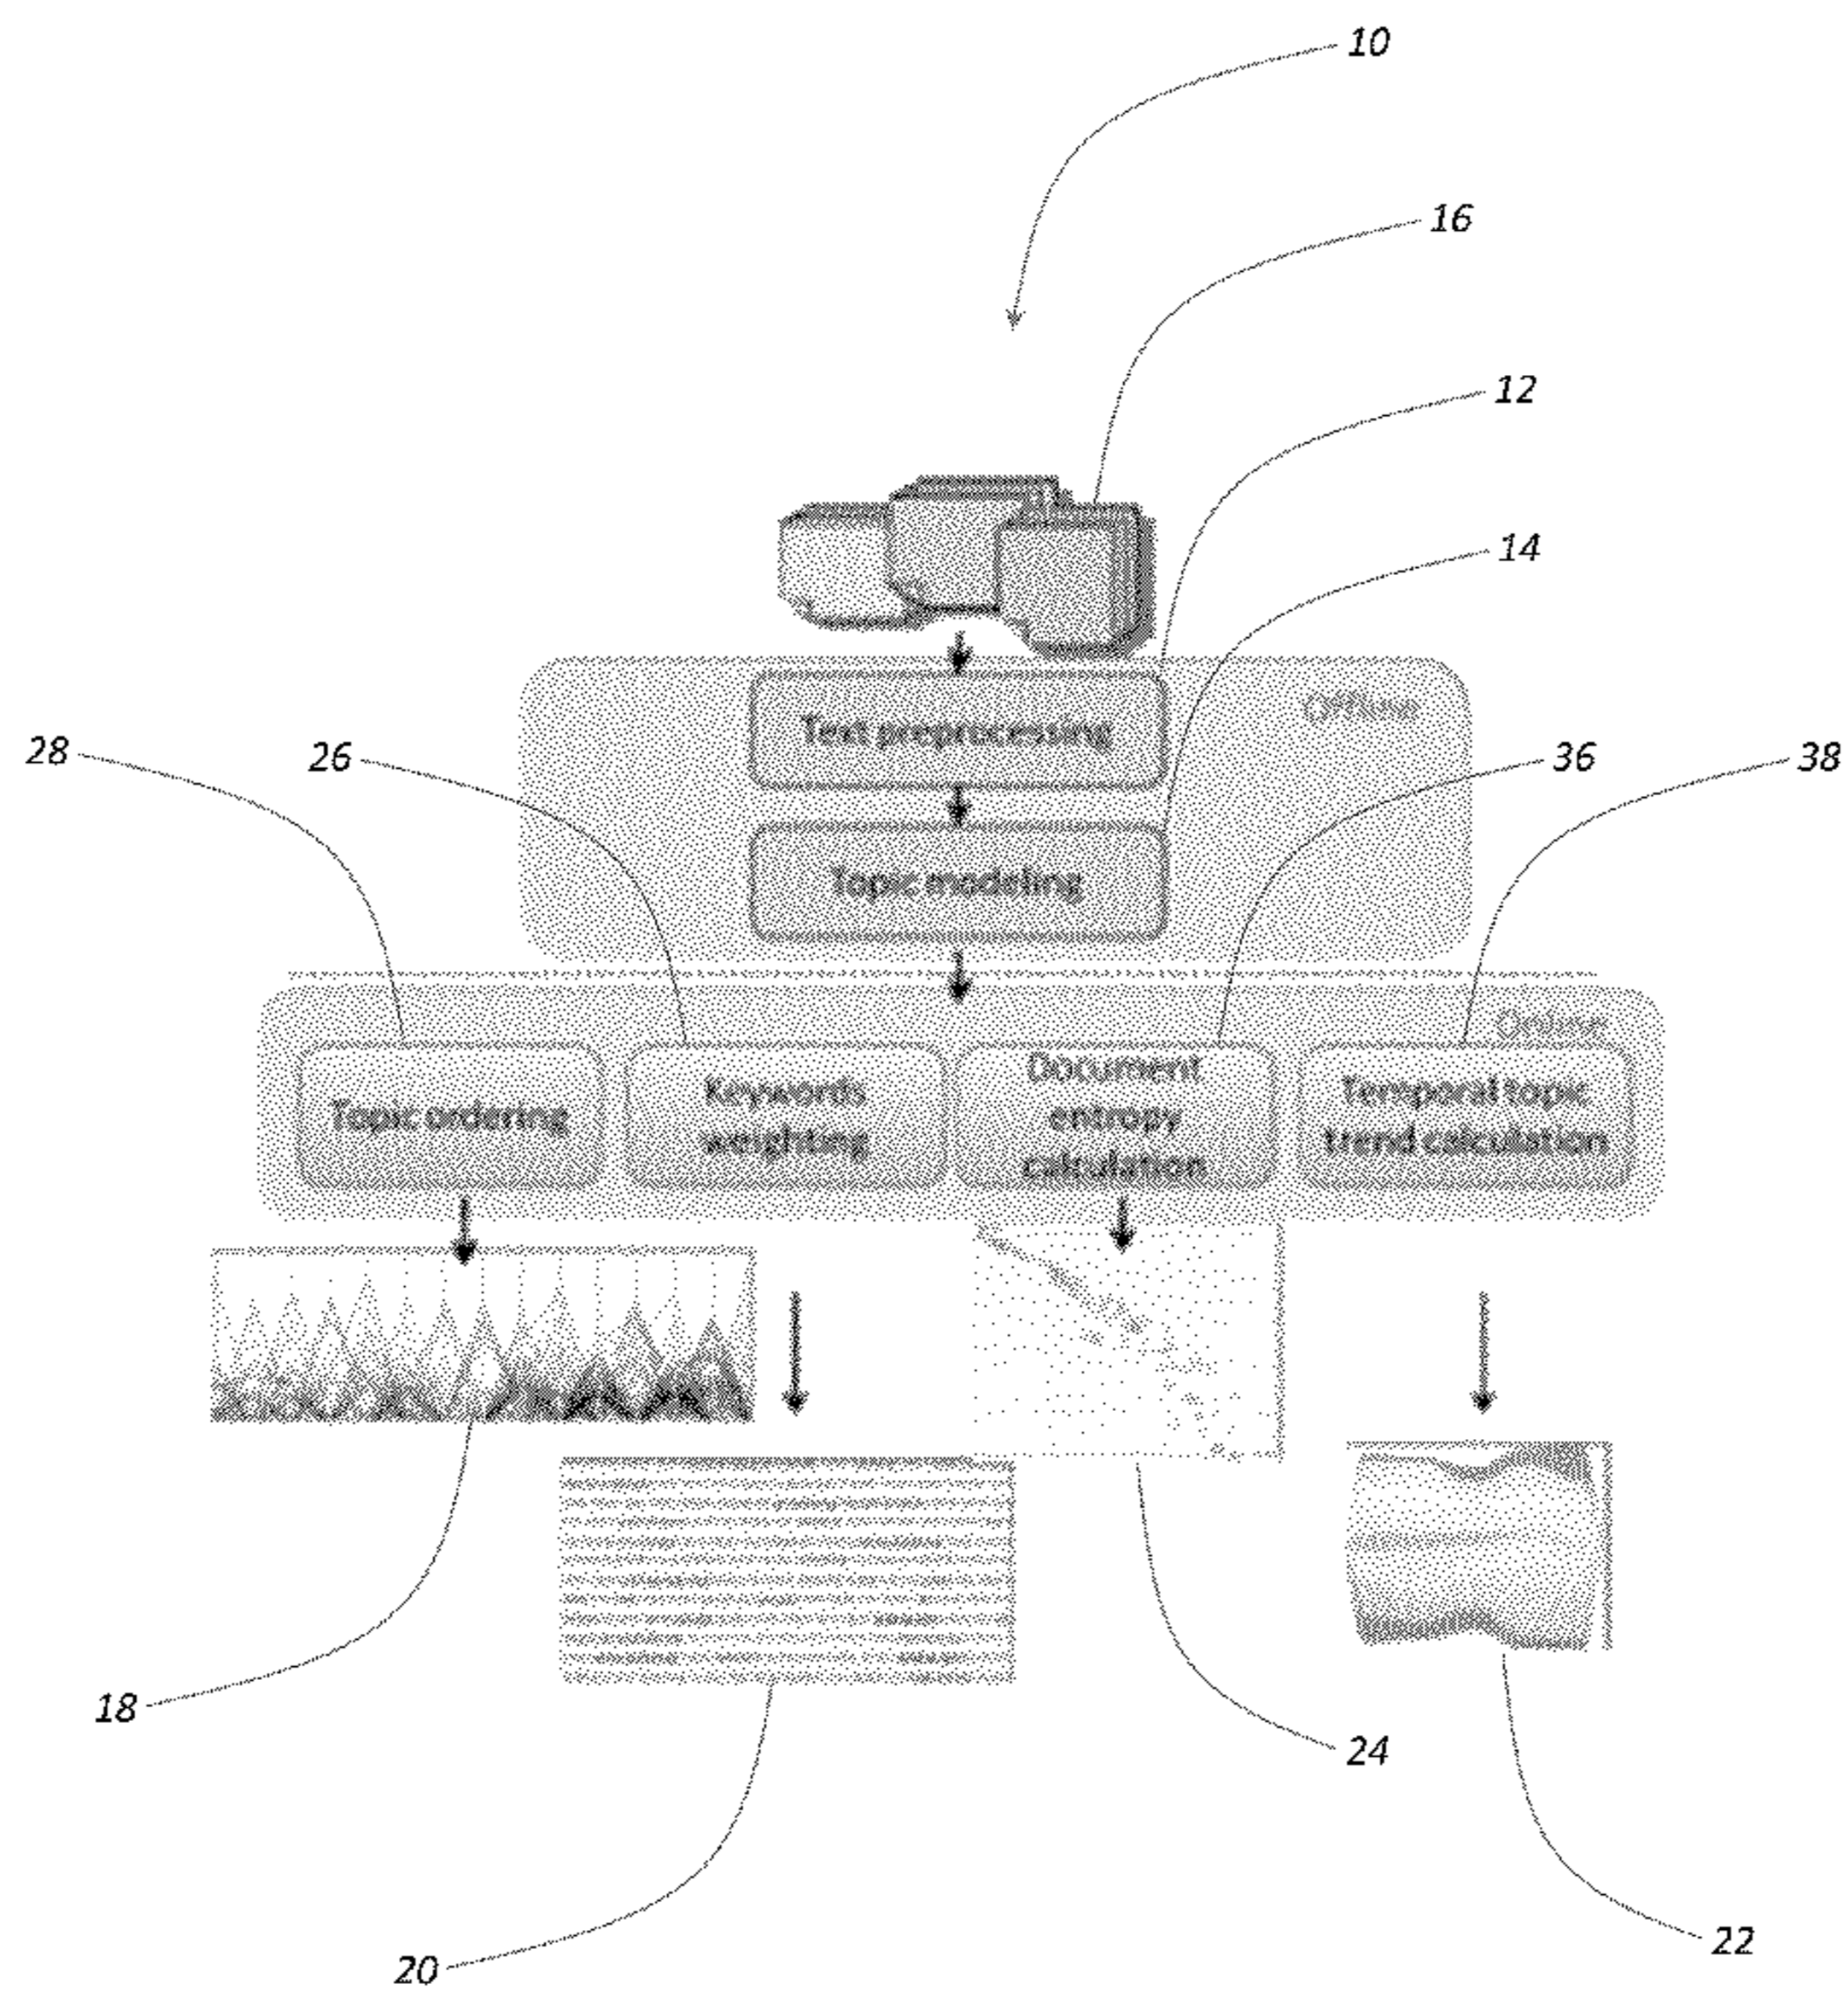 10
16
12
14
Text preprocessing
Offline
28
26
36
38
Topic modeling
Online
Topic ordering
Keywords
weighting
Document
entropy
calculation
Temporal topic
trend calculation
18
24
20
22